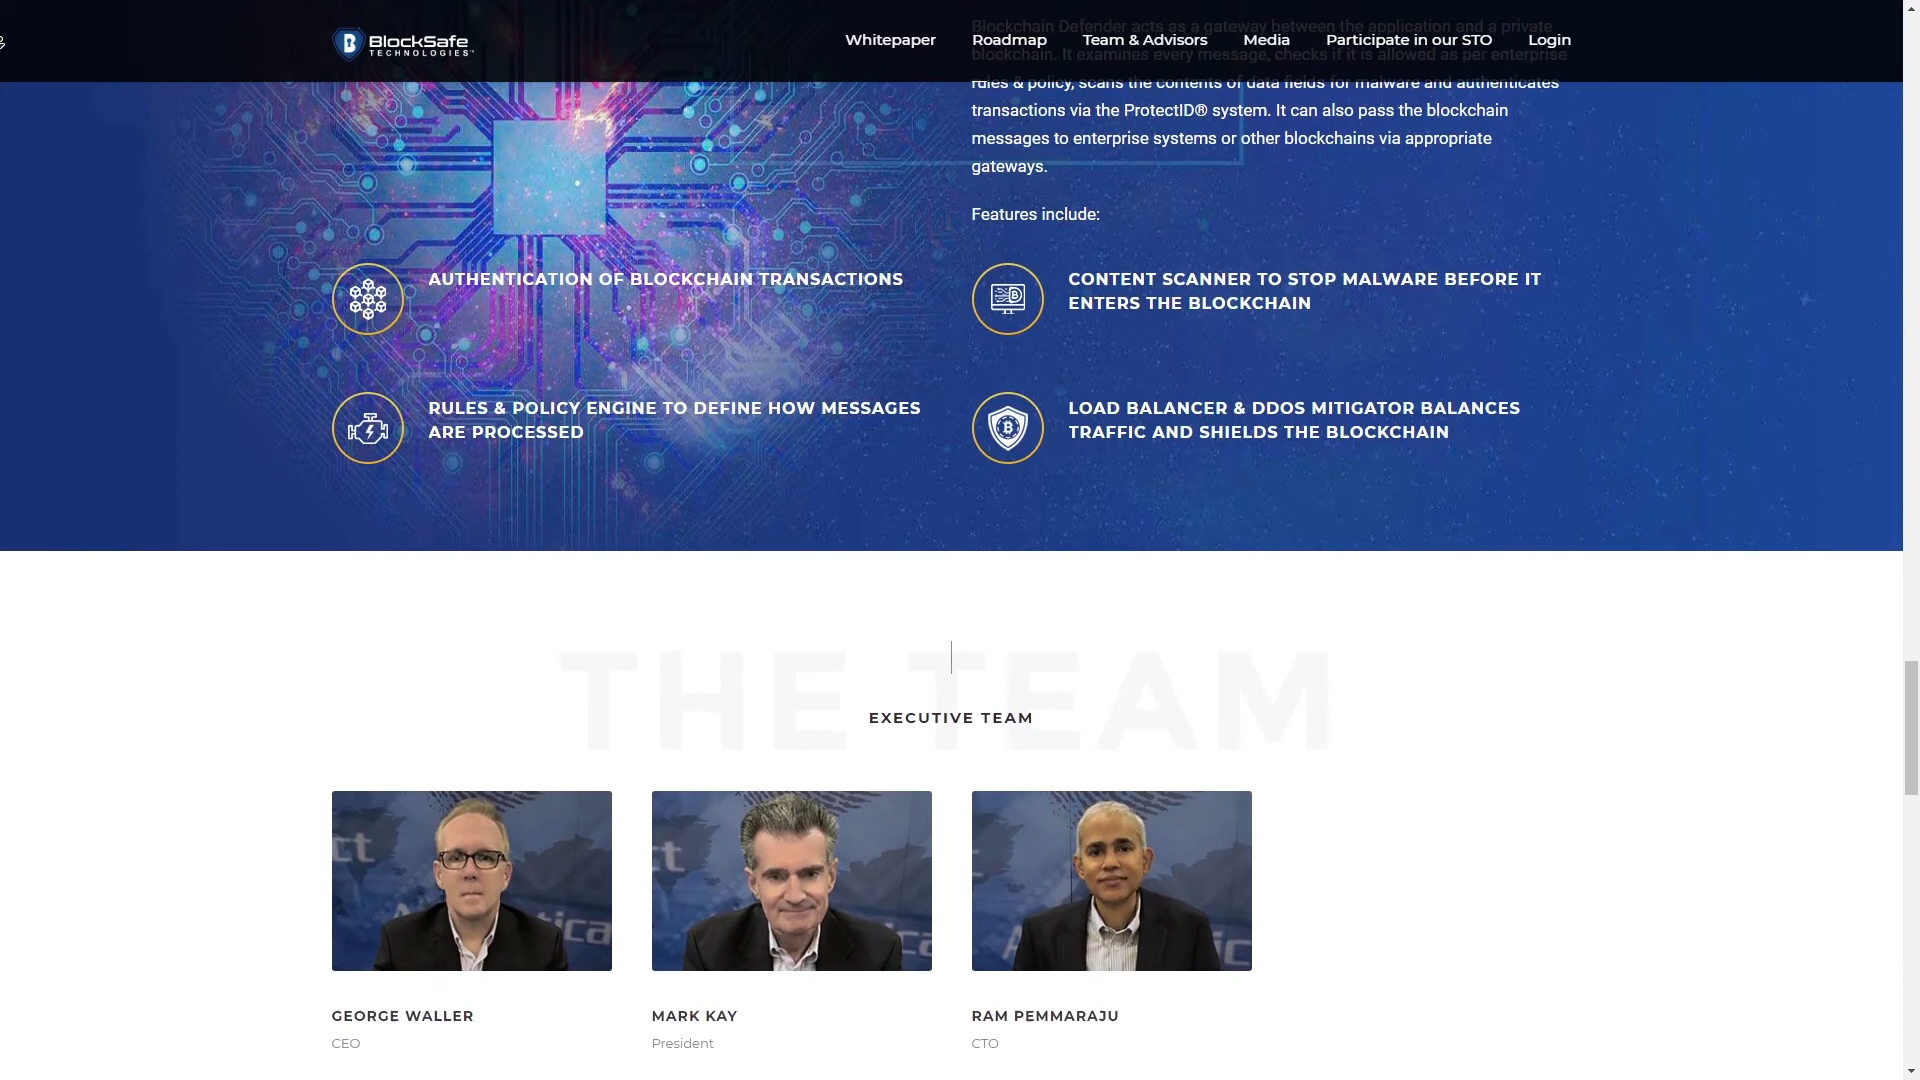 BlockSafe
TECHNOLOGIES™
Whitepaper
Roadmap
Team & Advisors
Media
Participate in our STO
Login
Blockchain Defender acts as a gateway between the application and a private
blockchain. It examines every message, checks if it is allowed as per enterprise
rules & policy, scans the contents of data fields for malware and authenticates
transactions via the ProtectID® system. It can also pass the blockchain
messages to enterprise systems or other blockchains via appropriate
gateways.
Features include:
AUTHENTICATION OF BLOCKCHAIN TRANSACTIONS
CONTENT SCANNER TO STOP MALWARE BEFORE IT
ENTERS THE BLOCKCHAIN
RULES & POLICY ENGINE TO DEFINE HOW MESSAGES
ARE PROCESSED
LOAD BALANCER & DDOS MITIGATOR BALANCES
TRAFFIC AND SHIELDS THE BLOCKCHAIN
THE TEAM
EXECUTIVE TEAM
GEORGE WALLER
CEO
MARK KAY
President
RAM PEMMARAJU
CTO